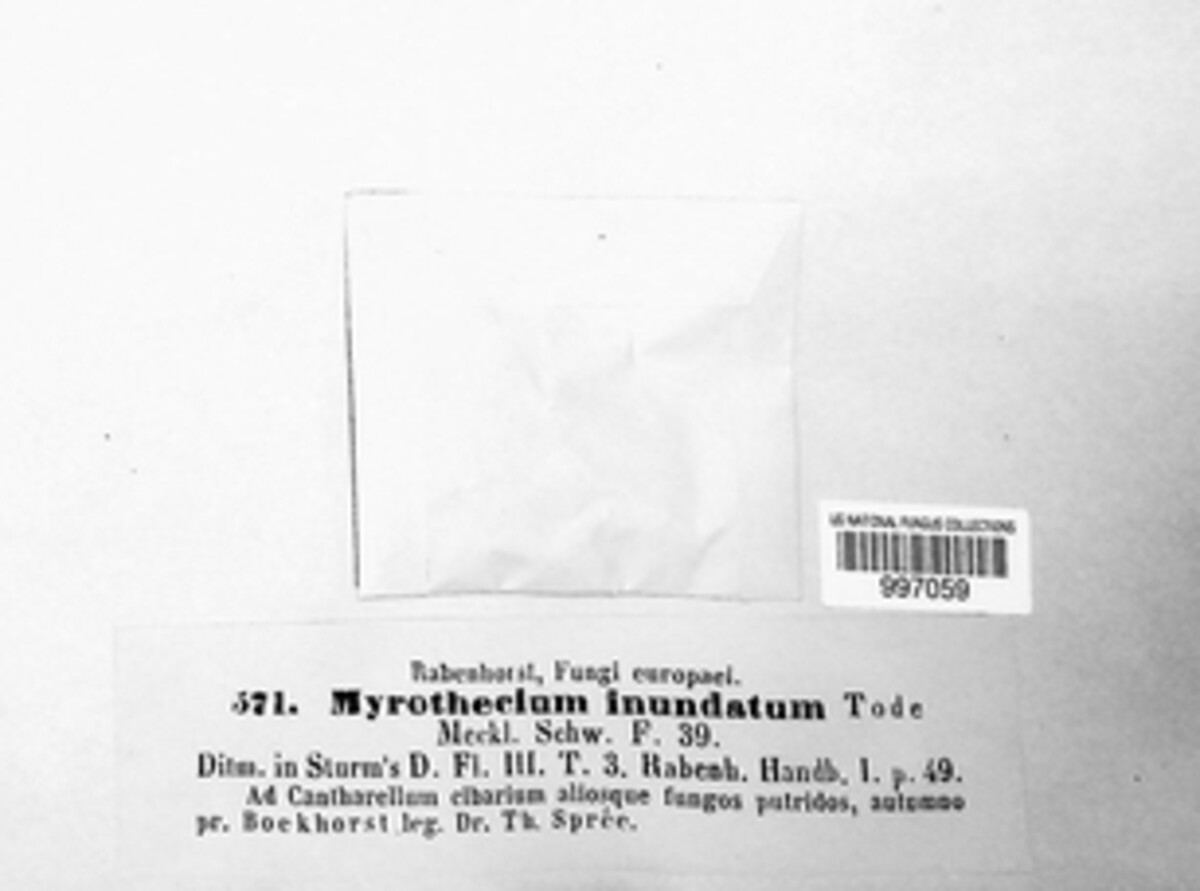 US NATIONAL FUNGUS COLLECTIONS
997059
Rabenhorst, Fungi europaei.
571. Myrothecium inundatum Tode
Meckl. Schw. F. 39.
Ditm. in Sturm's D. Fl. III. T. 3. Rabenh. Handb. I. p. 49.
Ad Cantharellum cibarium aliosque fungos putridos, autumno
pr. Boekhorst leg. Dr. Th. Sprée.